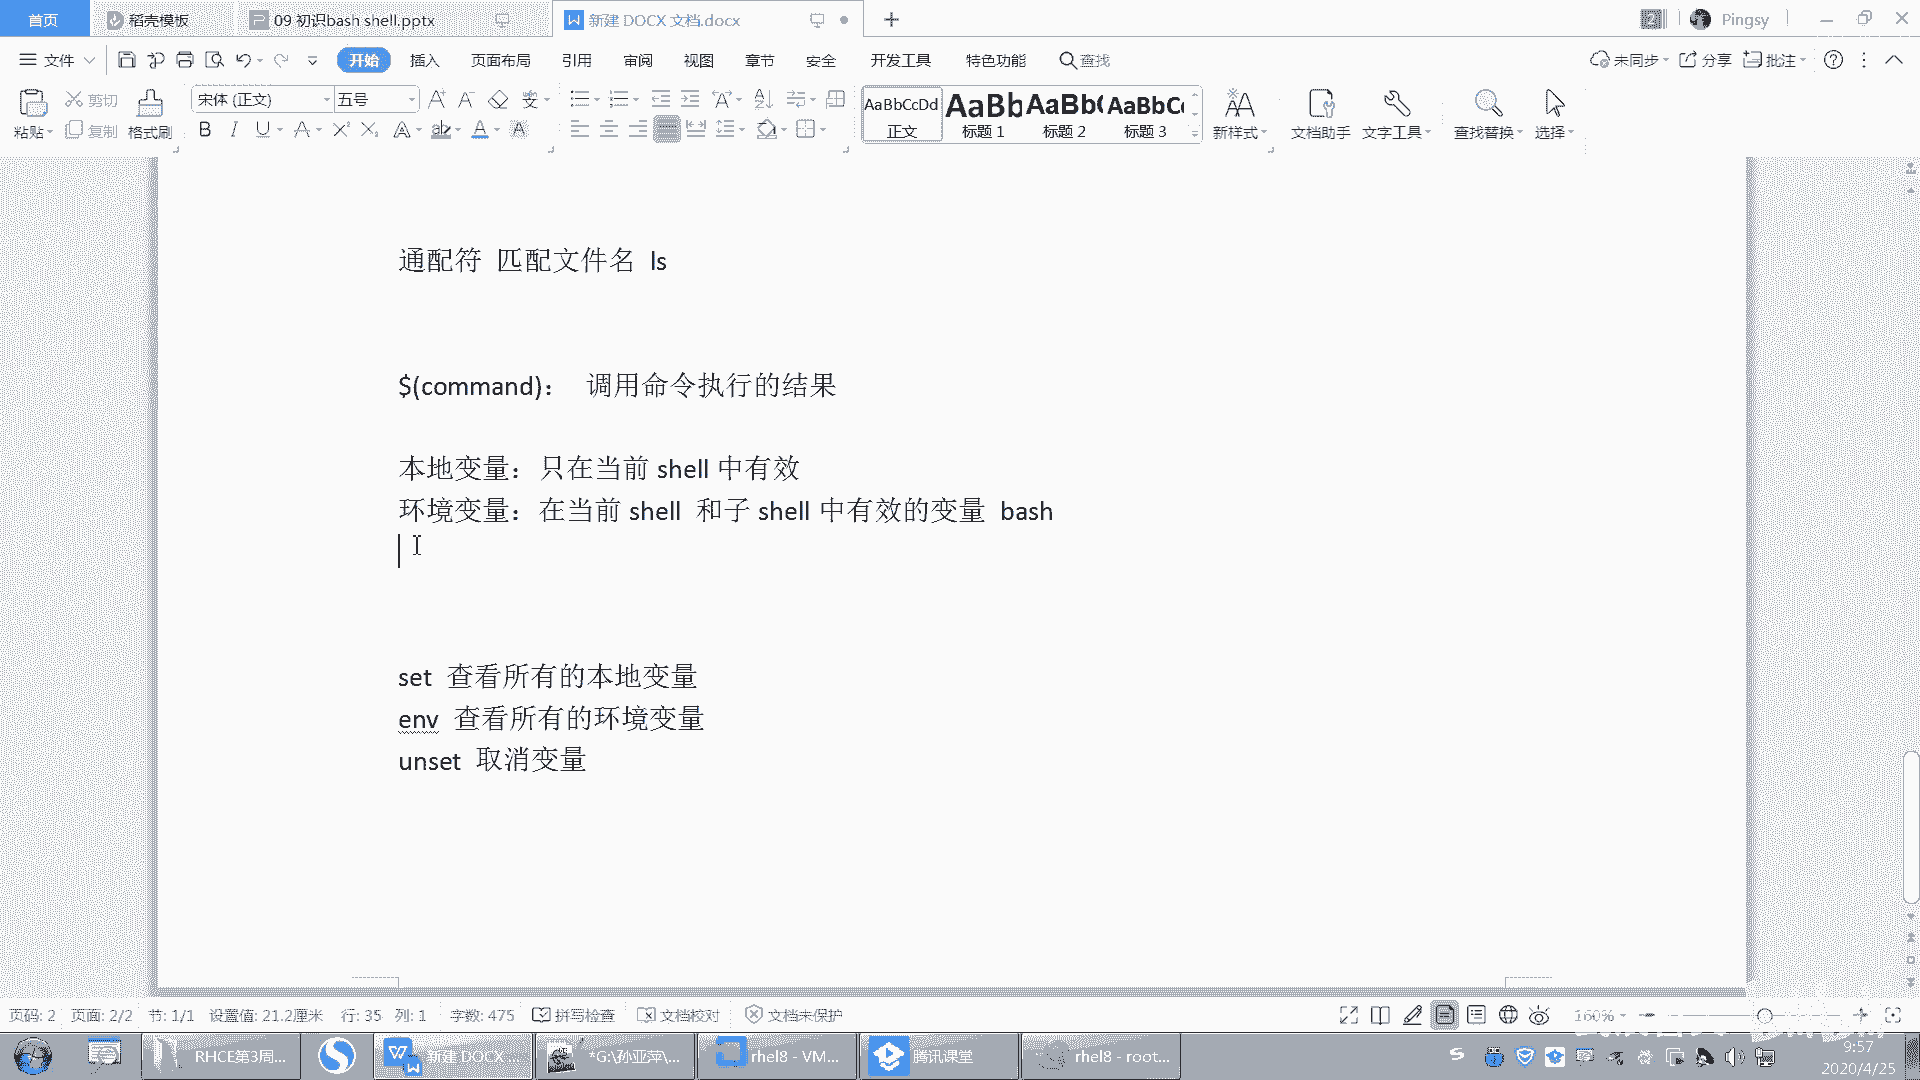 首页 稻壳模板 09 初识bash shell.pptx 新建 DOCX 文档.docx Pingsy
文件 开始 插入 页面布局 引用 审阅 视图 章节 安全 开发工具 特色功能 查找 未同步 分享 批注
粘贴 剪切 复制 格式刷 宋体 (正文) 五号
AaBbCcDd AaBb AaBb( AaBbC
正文 标题 1 标题 2 标题 3 新样式 文档助手 文字工具 查找替换 选择
通配符 匹配文件名 ls
$(command)： 调用命令执行的结果
本地变量：只在当前 shell 中有效
环境变量：在当前 shell 和子 shell 中有效的变量 bash
set 查看所有的本地变量
env 查看所有的环境变量
unset 取消变量
页码: 2 页面: 2/2 节: 1/1 设置值: 21.2厘米 行: 35 列: 1 字数: 475 拼写检查 文档校对 文档未保护 160%
RHCE第3周... 新建 DOCX ... *G:\孙亚萍\... rhel8 - VM... 腾讯课堂 rhel8 - root...
9:57
2020/4/25